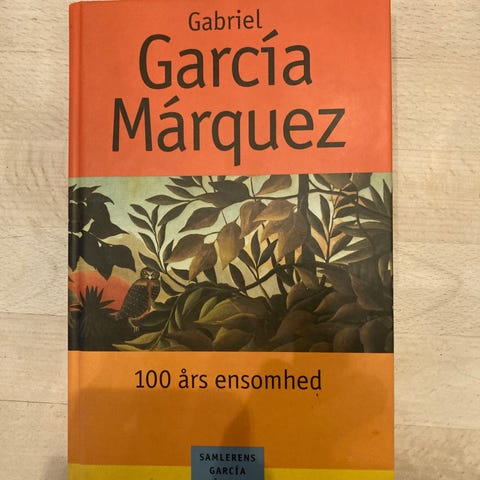 Gabriel
García
Márquez
100 års ensomhed
SAMLERENS
GARCÍA